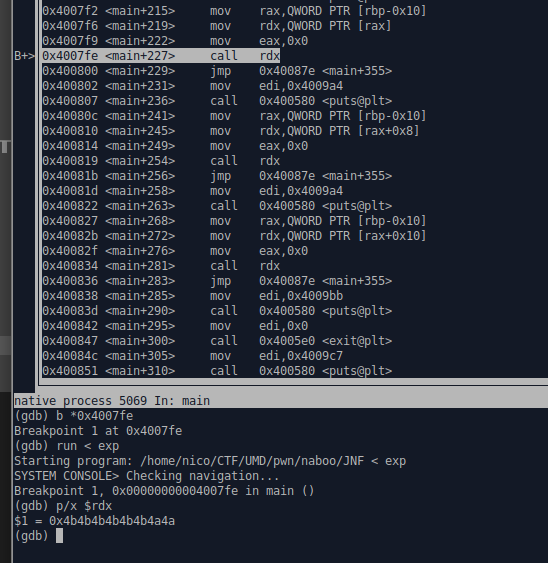 0x4007f2 <main+215> mov rax,QWORD PTR [rbp-0x10]
0x4007f6 <main+219> mov rdx,QWORD PTR [rax]
0x4007f9 <main+222> mov eax,0x0
B+> 0x4007fe <main+227> call rdx
0x400800 <main+229> jmp 0x40087e <main+355>
0x400802 <main+231> mov edi,0x4009a4
0x400807 <main+236> call 0x400580 <puts@plt>
0x40080c <main+241> mov rax,QWORD PTR [rbp-0x10]
0x400810 <main+245> mov rdx,QWORD PTR [rax+0x8]
0x400814 <main+249> mov eax,0x0
0x400819 <main+254> call rdx
0x40081b <main+256> jmp 0x40087e <main+355>
0x40081d <main+258> mov edi,0x4009a4
0x400822 <main+263> call 0x400580 <puts@plt>
0x400827 <main+268> mov rax,QWORD PTR [rbp-0x10]
0x40082b <main+272> mov rdx,QWORD PTR [rax+0x10]
0x40082f <main+276> mov eax,0x0
0x400834 <main+281> call rdx
0x400836 <main+283> jmp 0x40087e <main+355>
0x400838 <main+285> mov edi,0x4009bb
0x40083d <main+290> call 0x400580 <puts@plt>
0x400842 <main+295> mov edi,0x0
0x400847 <main+300> call 0x4005e0 <exit@plt>
0x40084c <main+305> mov edi,0x4009c7
0x400851 <main+310> call 0x400580 <puts@plt>
native process 5069 In: main
(gdb) b *0x4007fe
Breakpoint 1 at 0x4007fe
(gdb) run < exp
Starting program: /home/nico/CTF/UMD/pwn/naboo/JNF < exp
SYSTEM CONSOLE> Checking navigation...
Breakpoint 1, 0x00000000004007fe in main ()
(gdb) p/x $rdx
$1 = 0x4b4b4b4b4b4b4a4a
(gdb)